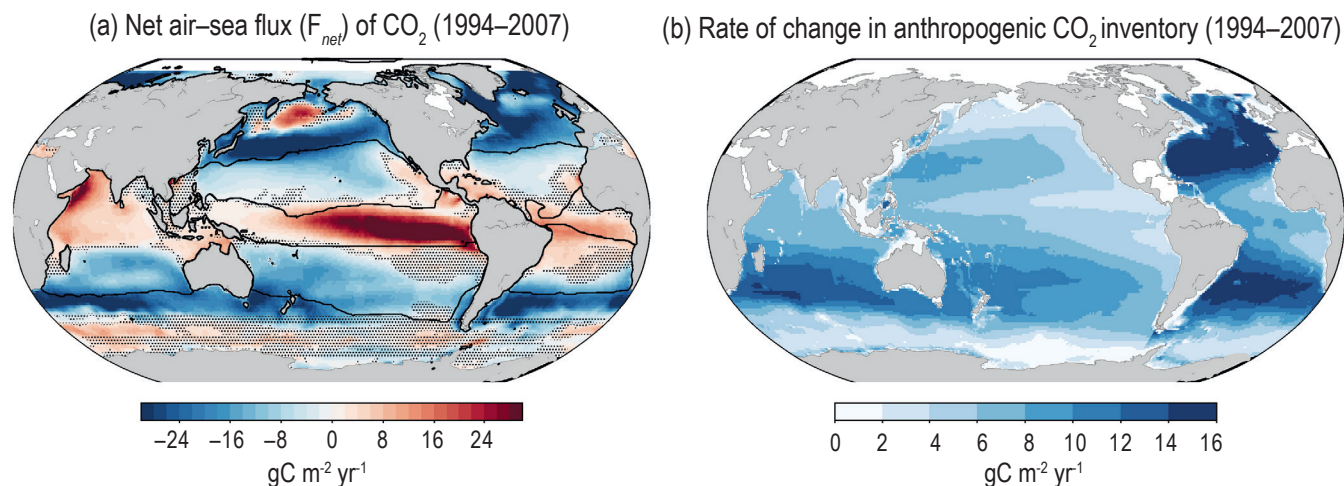 (a) Net air–sea flux (Fnet) of CO2 (1994–2007)
(b) Rate of change in anthropogenic CO2 inventory (1994–2007)
–24 –16 –8 0 8 16 24
gC m-2 yr-1
0 2 4 6 8 10 12 14 16
gC m-2 yr-1